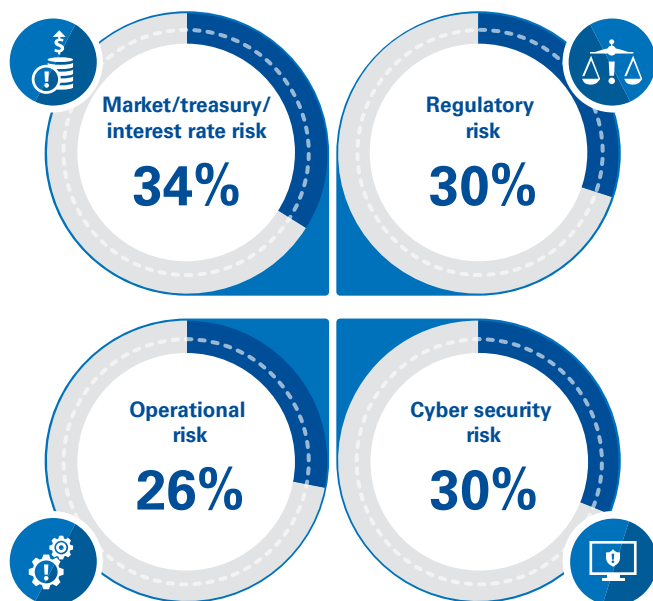 $
!
Market/treasury/
interest rate risk
34%
!
Regulatory
risk
30%
Operational
risk
26%
!
Cyber security
risk
30%
!